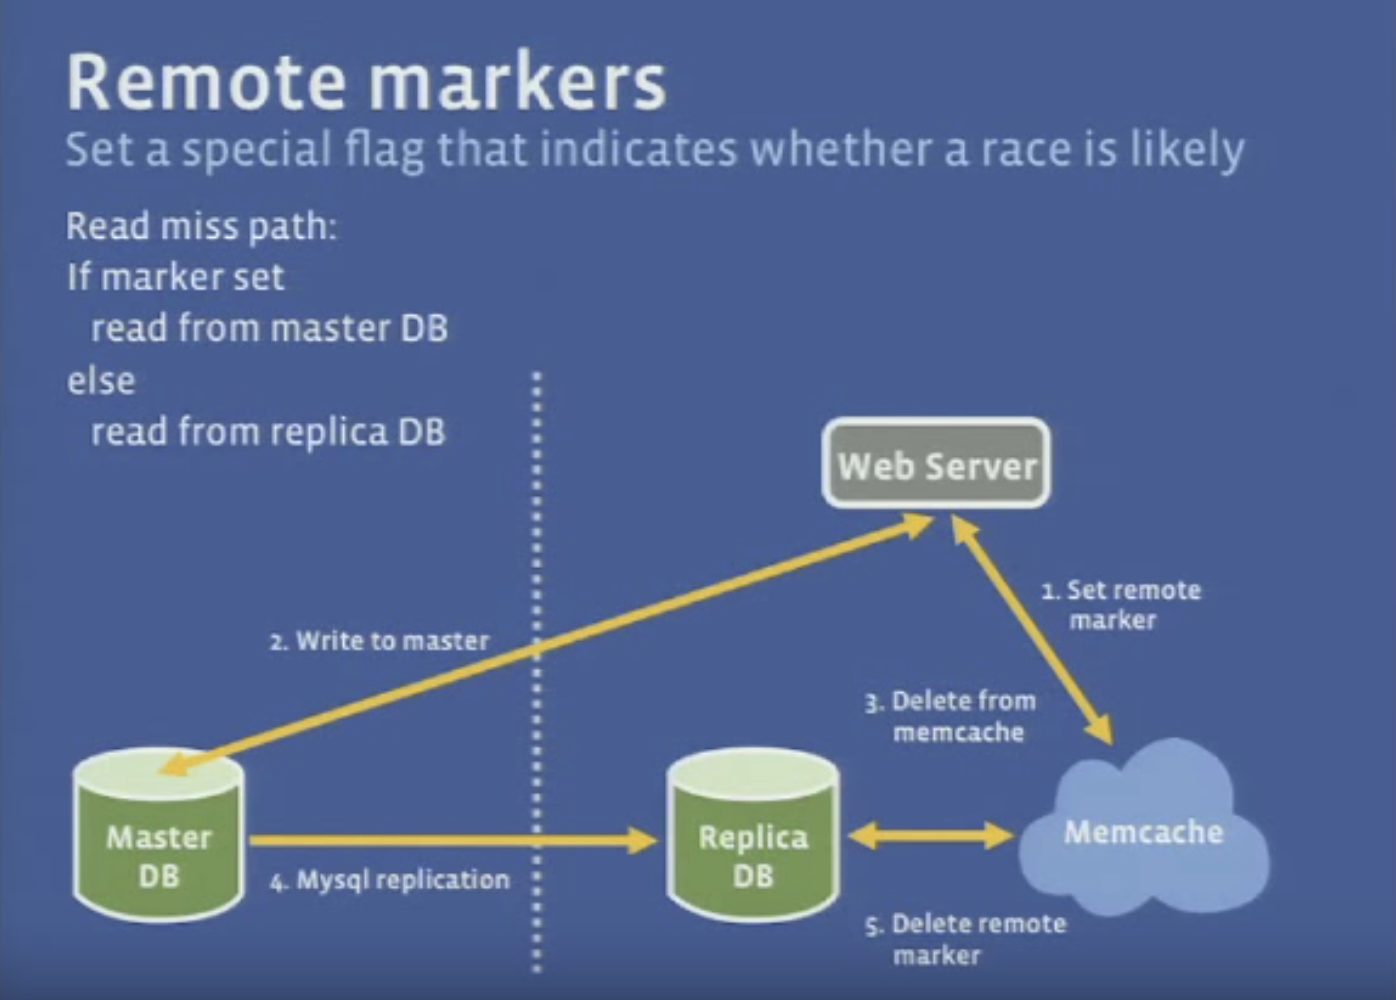 Remote markers
Set a special flag that indicates whether a race is likely
Read miss path:
If marker set
read from master DB
else
read from replica DB
Web Server
1. Set remote
marker
2. Write to master
3. Delete from
memcache
Master
DB
Replica
DB
Memcache
4. Mysql replication
5. Delete remote
marker